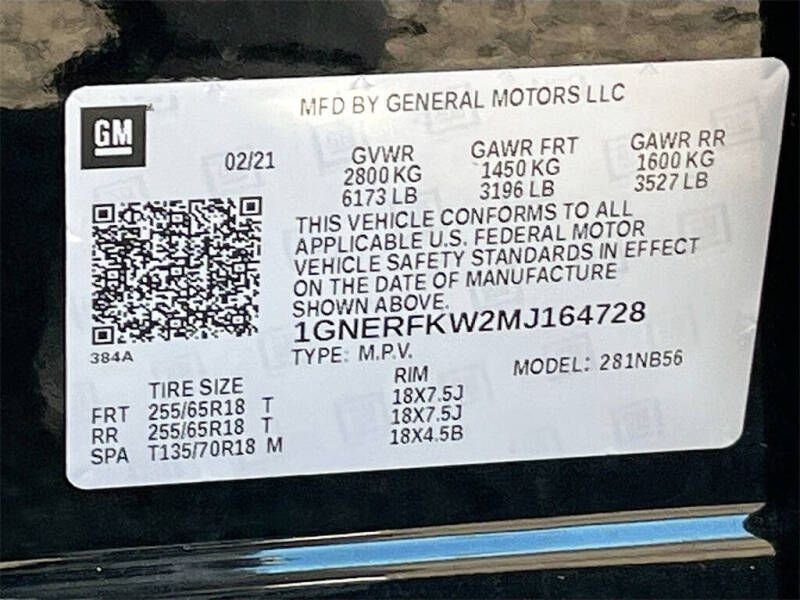 MFD BY GENERAL MOTORS LLC
GM
02/21
GVWR GAWR FRT GAWR RR
2800 KG 1450 KG 1600 KG
6173 LB 3196 LB 3527 LB
THIS VEHICLE CONFORMS TO ALL
APPLICABLE U.S. FEDERAL MOTOR
VEHICLE SAFETY STANDARDS IN EFFECT
ON THE DATE OF MANUFACTURE
SHOWN ABOVE.
1GNERFKW2MJ164728
384A
TYPE: M.P.V. MODEL: 281NB56
TIRE SIZE RIM
FRT 255/65R18 T 18X7.5J
RR 255/65R18 T 18X7.5J
SPA T135/70R18 M 18X4.5B